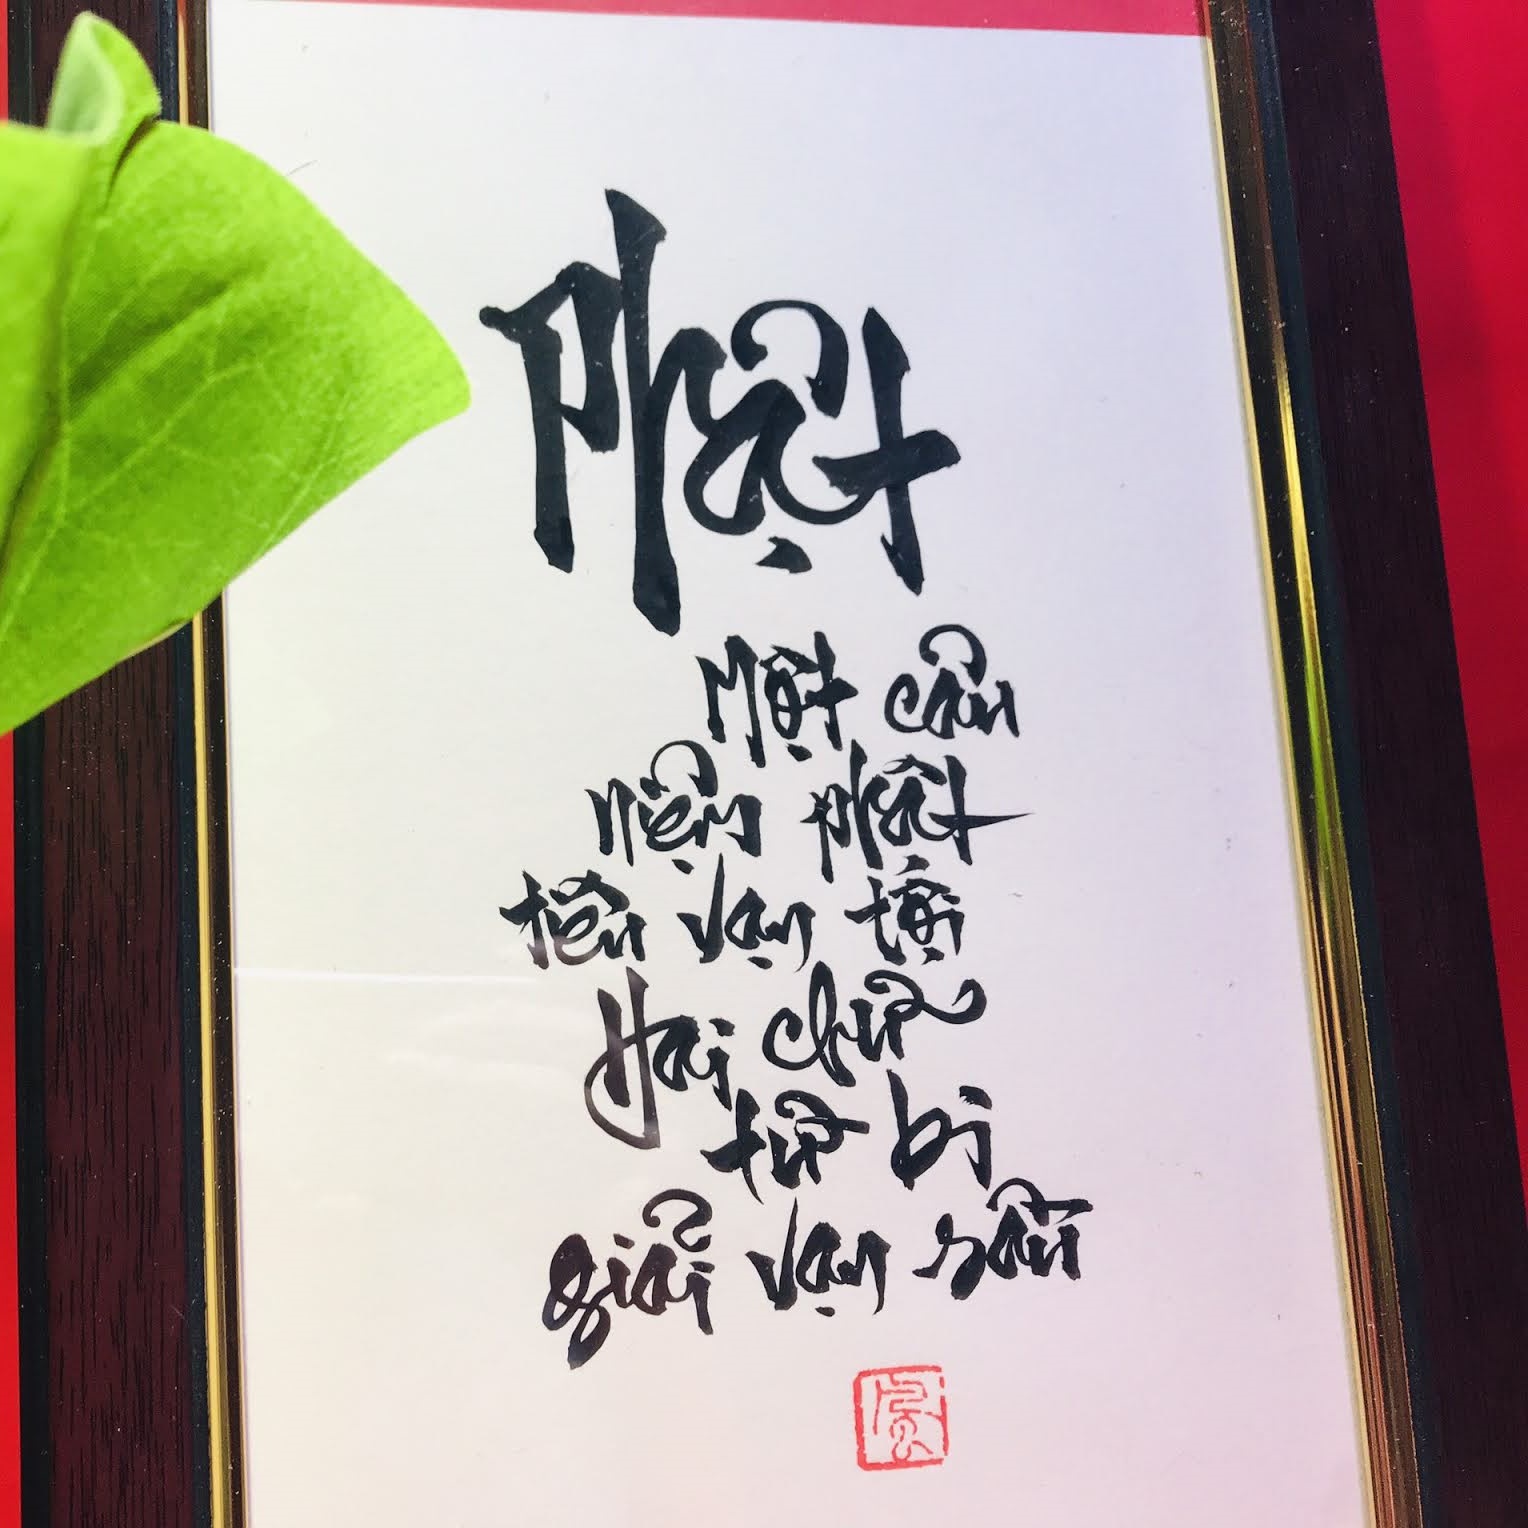 Phật
Một câu
niệm phật
tiêu vạn tội
Hai chữ
từ bi
giải vạn sầu